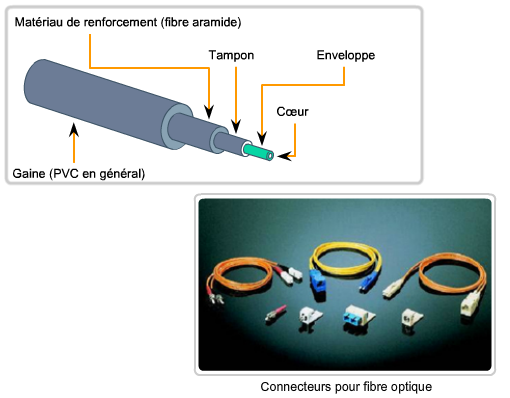 Matériau de renforcement (fibre aramide)
Tampon
Enveloppe
Cœur
Gaine (PVC en général)
Connecteurs pour fibre optique